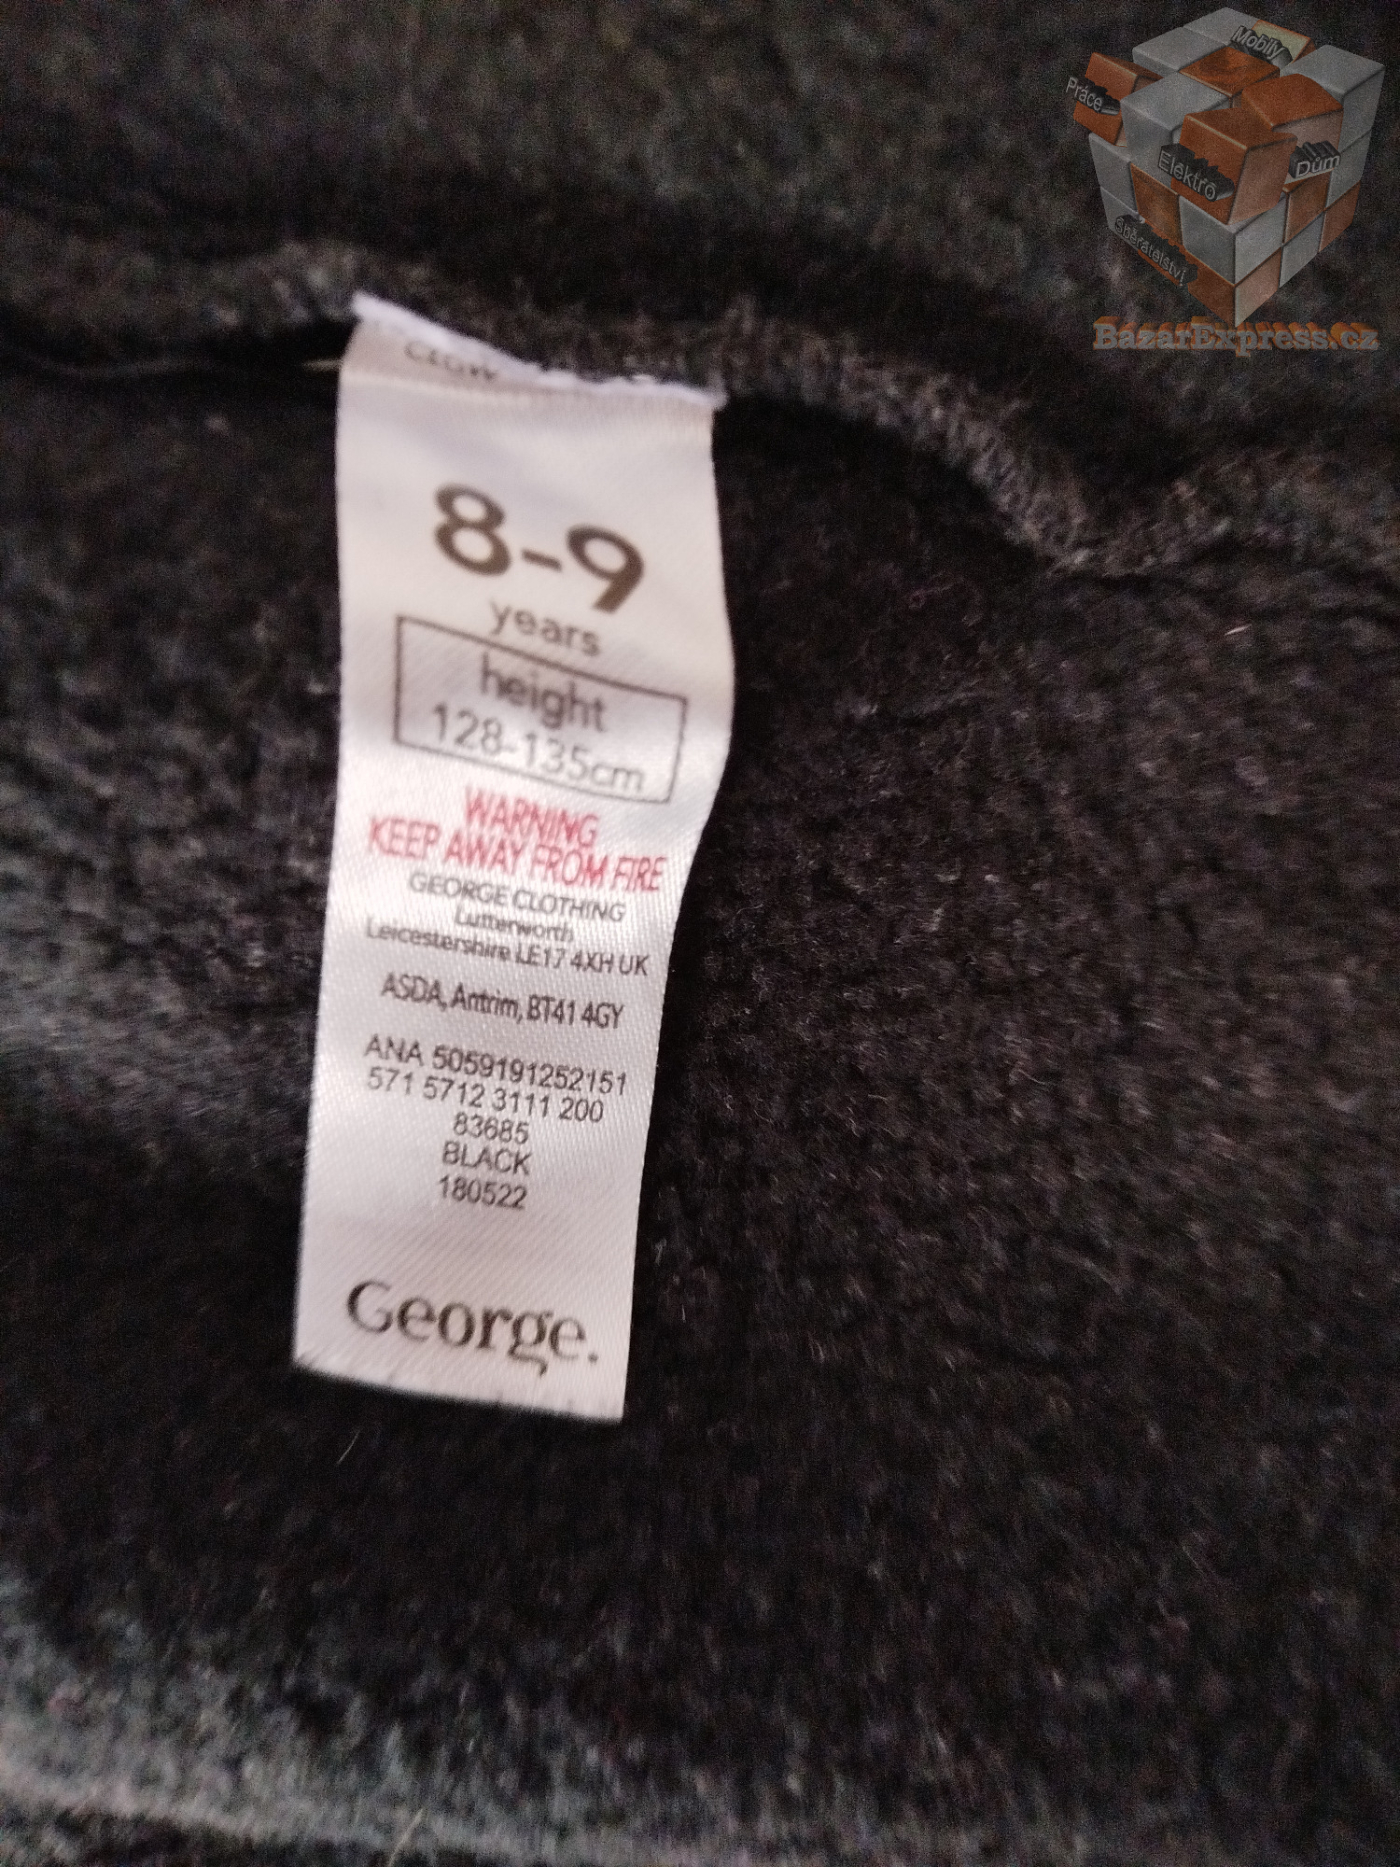 Mobily
Práce
Elektro
Dům
BazarExpress.cz
8-9
years
height
128-135cm
WARNING
KEEP AWAY FROM FIRE
GEORGE CLOTHING
Lutterworth
Leicestershire LE17 4XH UK
ASDA, Antrim, BT41 4GY
ANA 5059191252151
571 5712 3111 200
83685
BLACK
180522
George.